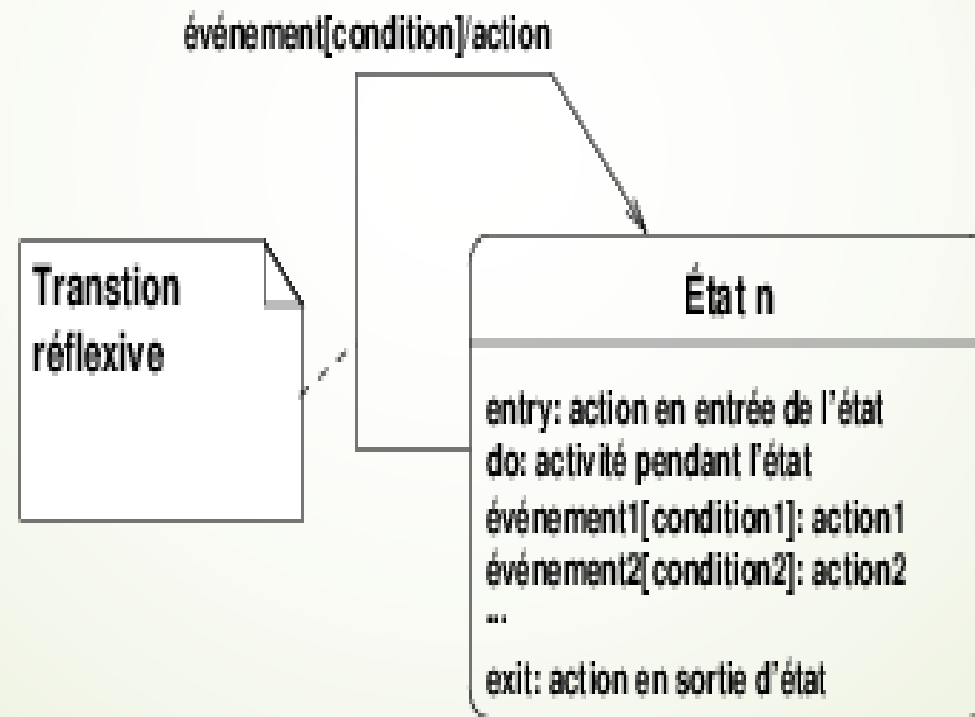 événement[condition]/action
Transtion
réflexive
État n
entry: action en entrée de l'état
do: activité pendant l'état
événement1[condition1]: action1
événement2[condition2]: action2
...
exit: action en sortie d'état